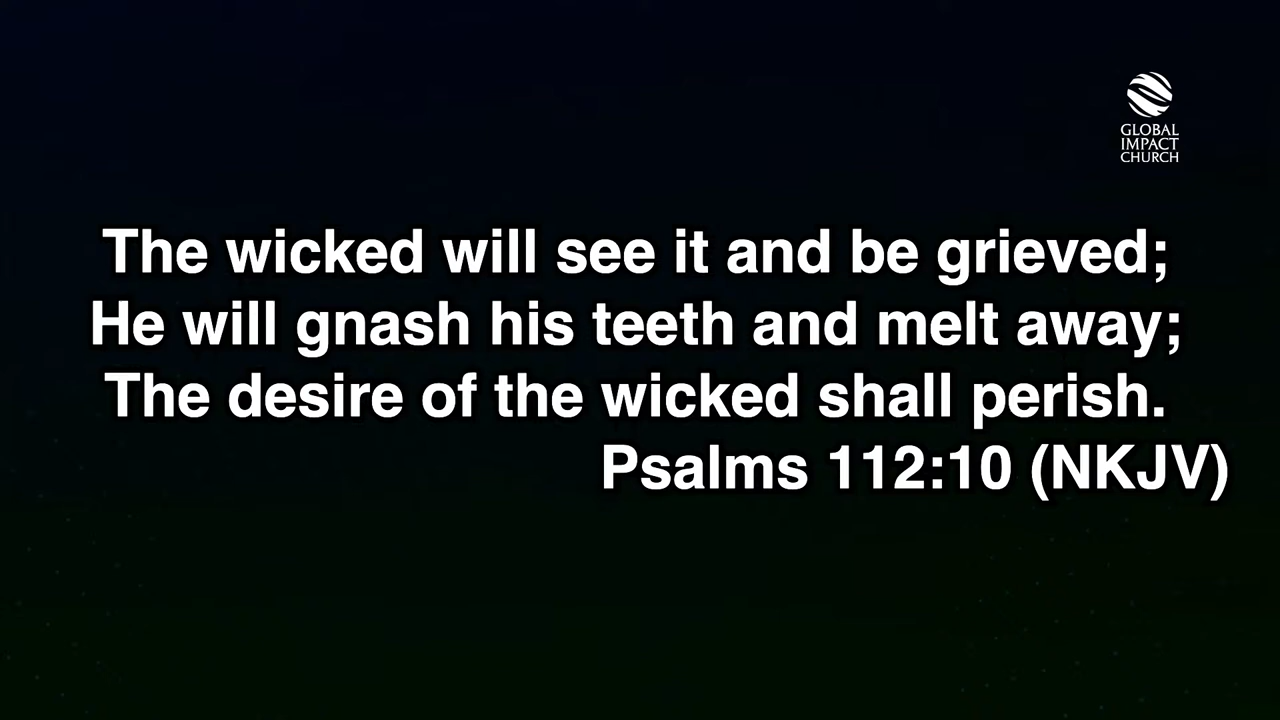 GLOBAL
IMPACT
CHURCH
The wicked will see it and be grieved;
He will gnash his teeth and melt away;
The desire of the wicked shall perish.
Psalms 112:10 (NKJV)